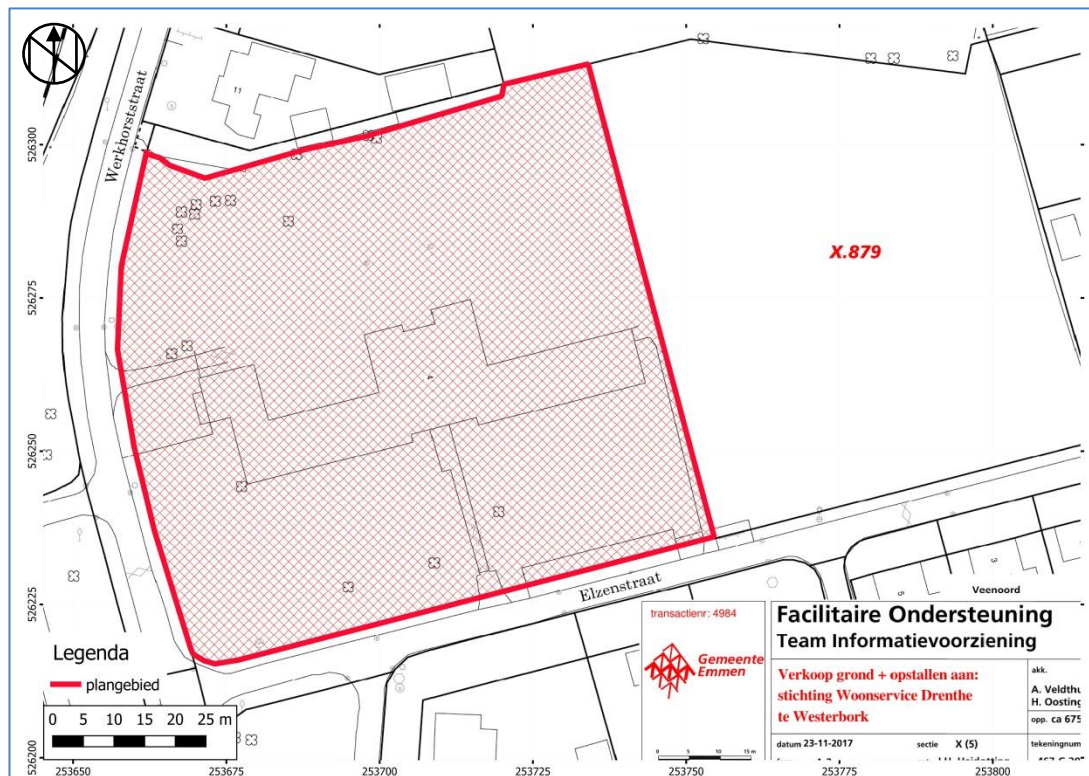 11
Werkhorststraat
526300
526275
526250
526225
526200
X.879
4
Elzenstraat
3
5
Veenoord
Legenda
plangebied
0 5 10 15 20 25 m
transactienr: 4984
Gemeente
Emmen
0 5 10 15 m
Facilitaire Ondersteuning
Team Informatievoorziening
Verkoop grond + opstallen aan:
stichting Woonservice Drenthe
te Westerbork
akk.
A. Veldthu
H. Oosting
opp. ca 675
datum 23-11-2017 sectie X (5) tekeningnum
253650 253675 253700 253725 253750 253775 253800